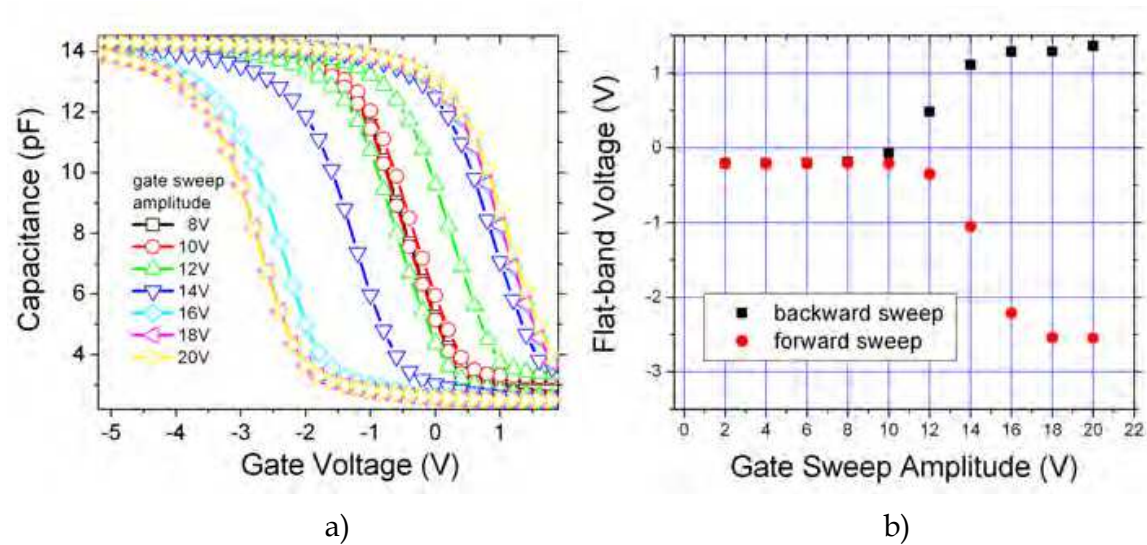 14
12
10
8
6
4
Capacitance (pF)
gate sweep
amplitude
8V
10V
12V
14V
16V
18V
20V
-5 -4 -3 -2 -1 0 1
Gate Voltage (V)
a)
1
0
-1
-2
-3
Flat-band Voltage (V)
backward sweep
forward sweep
0 2 4 6 8 10 12 14 16 18 20 22
Gate Sweep Amplitude (V)
b)